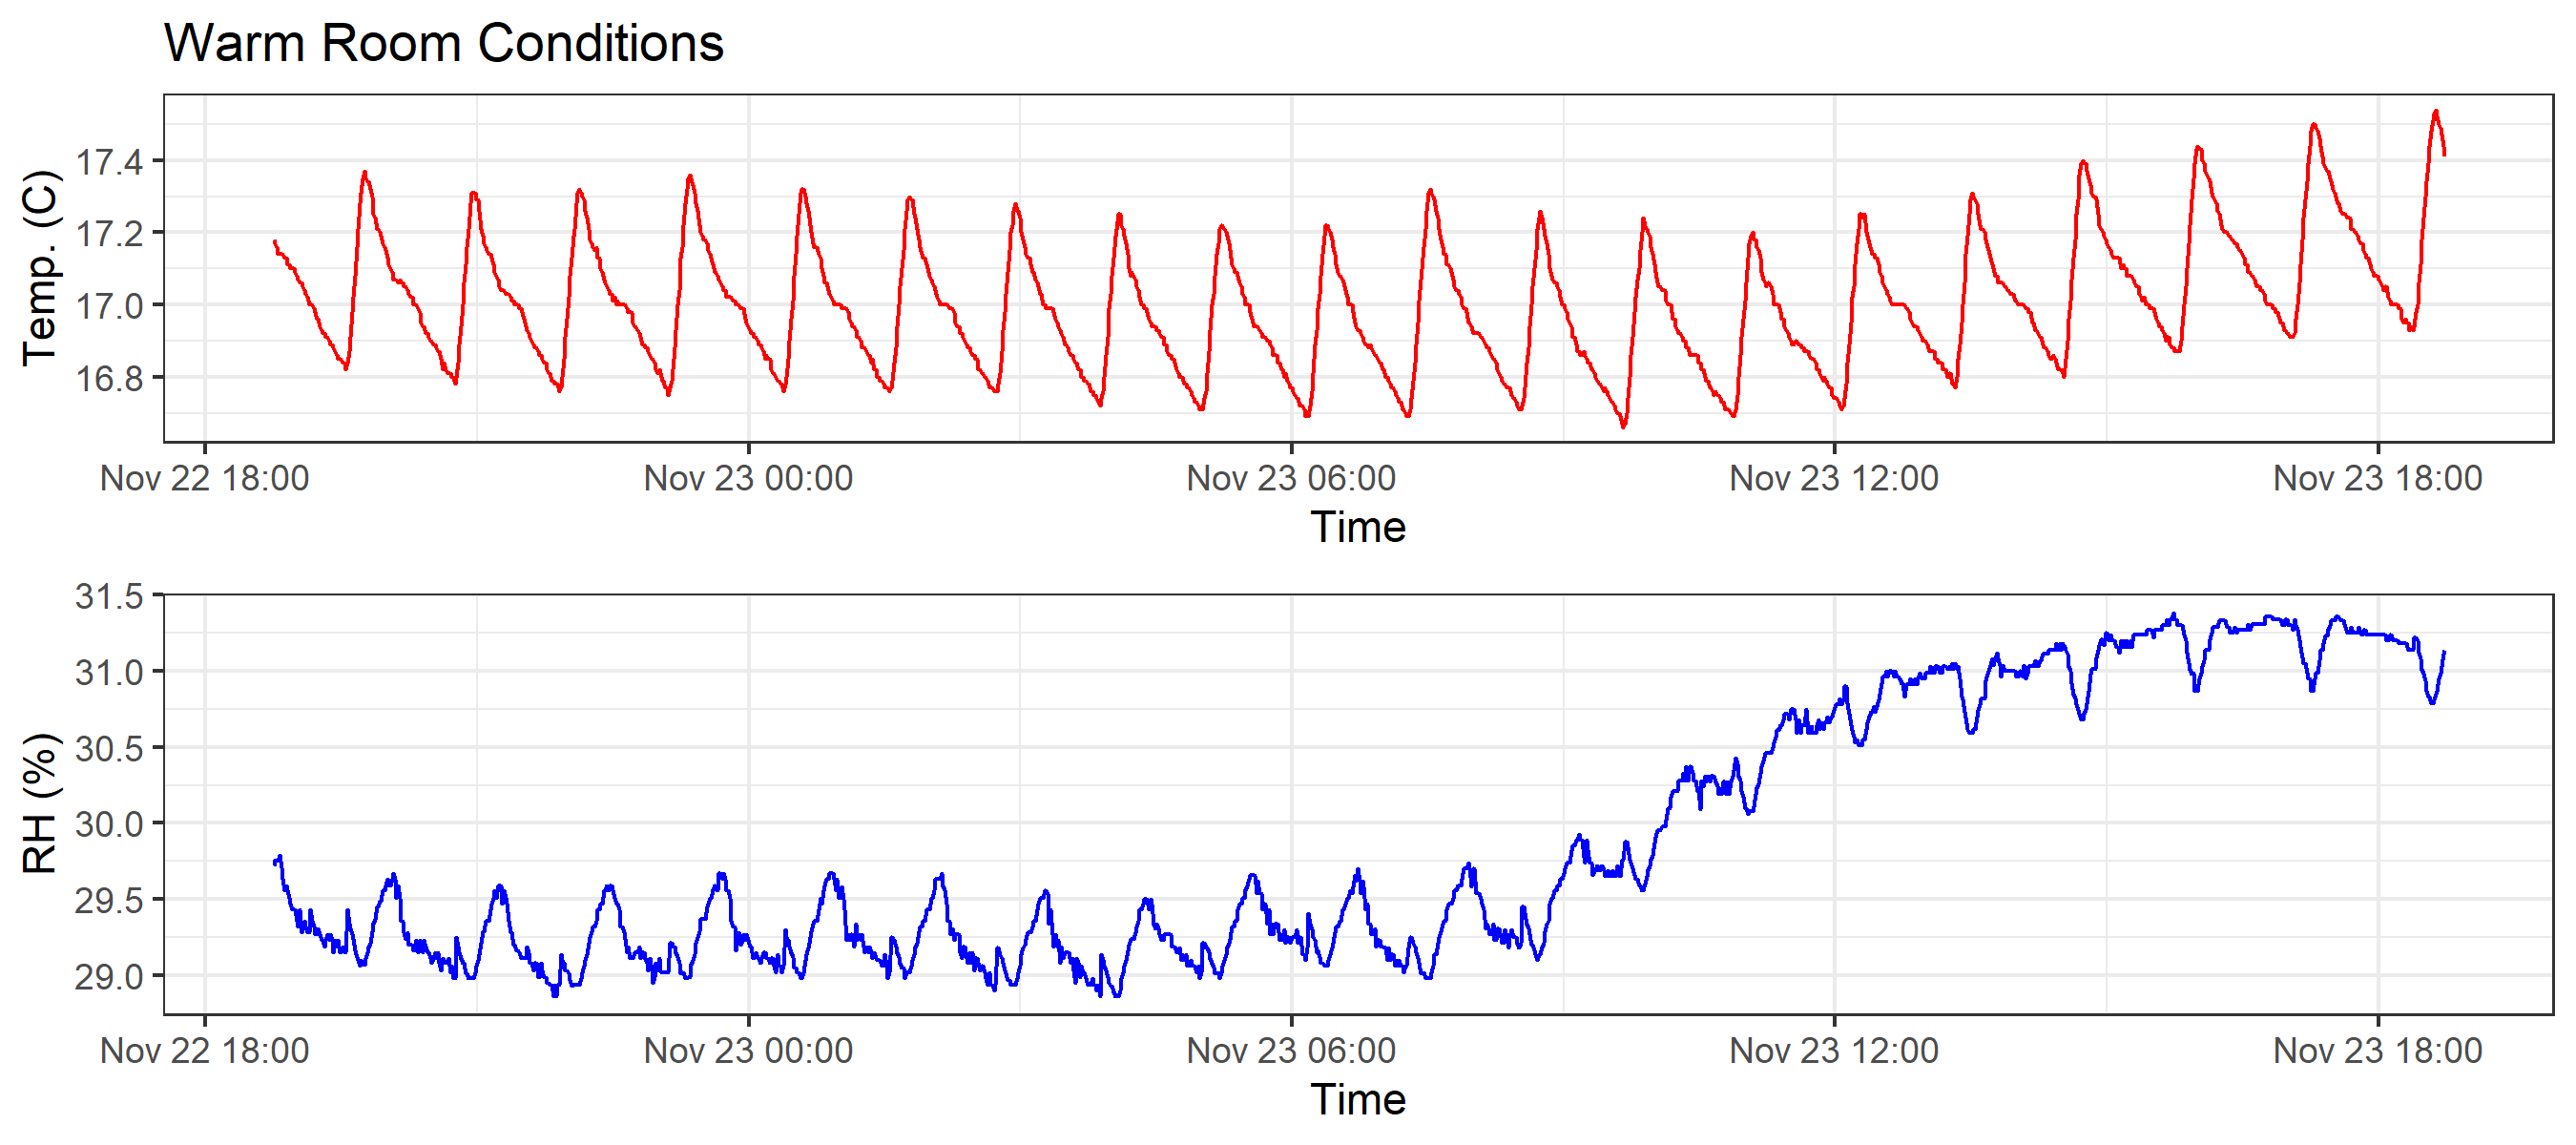 Warm Room Conditions
Temp. (C)
17.4
17.2
17.0
16.8
Nov 22 18:00 Nov 23 00:00 Nov 23 06:00 Nov 23 12:00 Nov 23 18:00
Time
RH (%)
31.5
31.0
30.5
30.0
29.5
29.0
Nov 22 18:00 Nov 23 00:00 Nov 23 06:00 Nov 23 12:00 Nov 23 18:00
Time